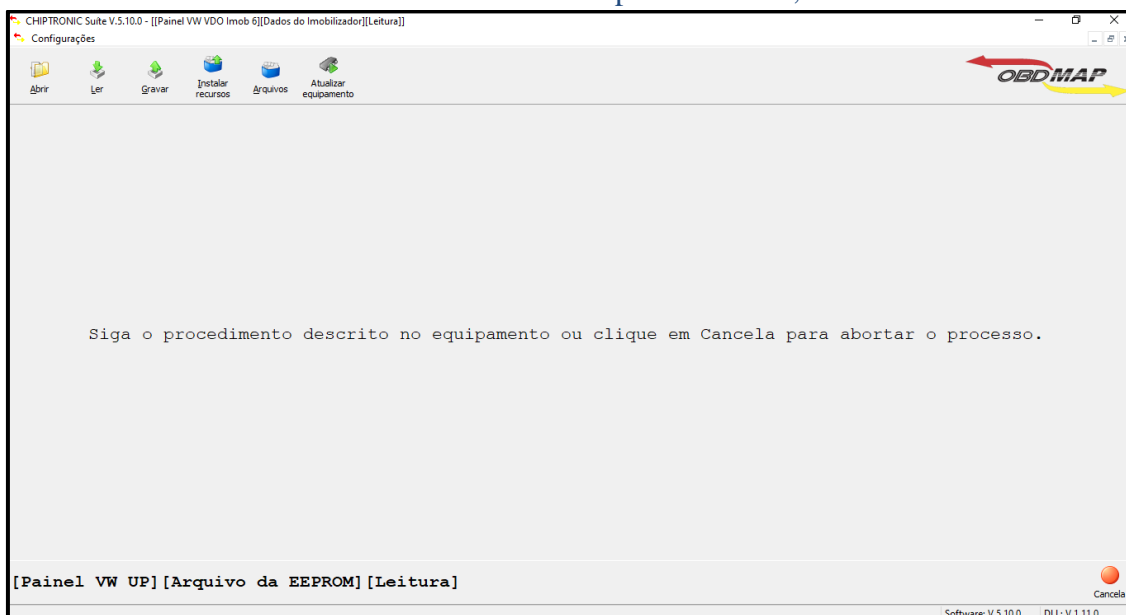 CHIPTRONIC Suíte V.5.10.0 - [[Painel VW VDO Imob 6][Dados do Imobilizador][Leitura]]
Configurações
Abrir
Ler
Gravar
Instalar
recursos
Arquivos
Atualizar
equipamento
OBDMAP
Siga o procedimento descrito no equipamento ou clique em Cancela para abortar o processo.
[Painel VW UP][Arquivo da EEPROM][Leitura]
Cancela
Software: V.5.10.0 DLL: V.1.11.0